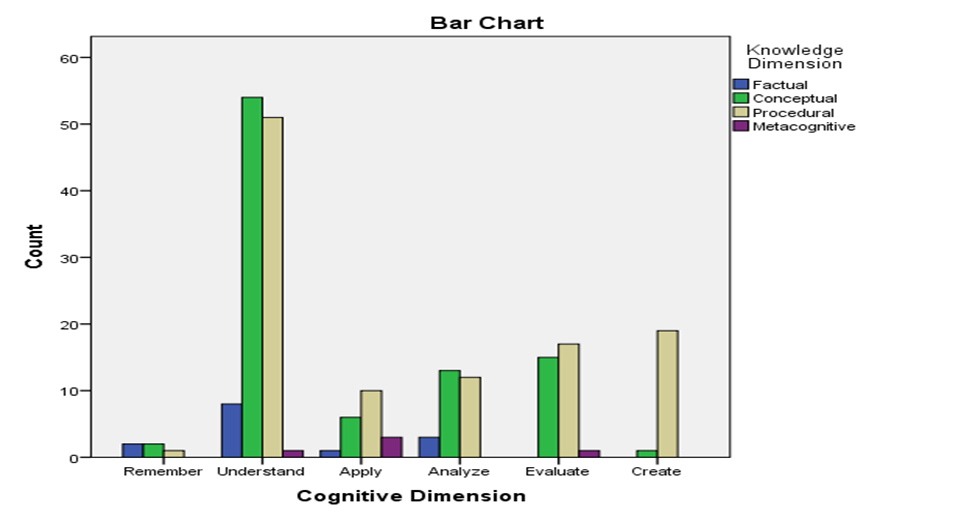 Bar Chart
Knowledge
Dimension
Factual
Conceptual
Procedural
Metacognitive
Count
60
50
40
30
20
10
0
Remember Understand Apply Analyze Evaluate Create
Cognitive Dimension